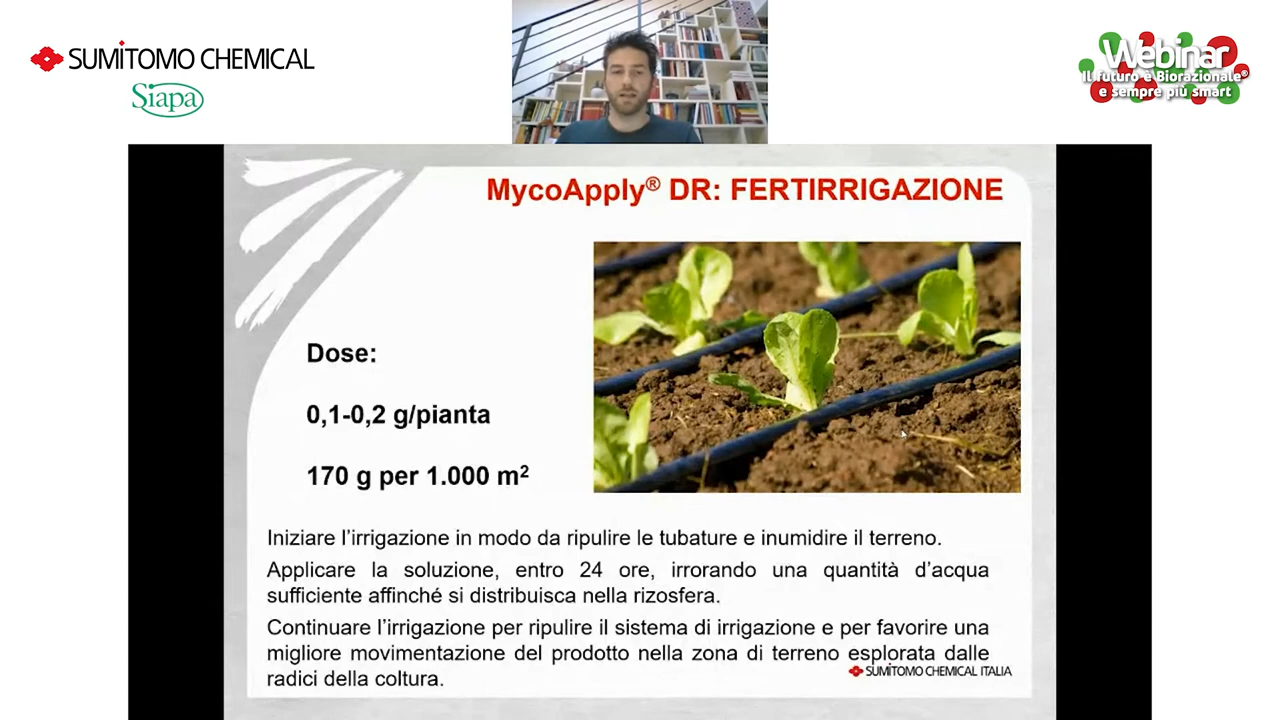 SUMITOMO CHEMICAL
Siapa
Webinar
Il futuro è Biorazionale®
e sempre più smart
MycoApply® DR: FERTIRRIGAZIONE
Dose:
0,1-0,2 g/pianta
170 g per 1.000 m²
Iniziare l’irrigazione in modo da ripulire le tubature e inumidire il terreno.
Applicare la soluzione, entro 24 ore, irrorando una quantità d’acqua
sufficiente affinché si distribuisca nella rizosfera.
Continuare l’irrigazione per ripulire il sistema di irrigazione e per favorire una
migliore movimentazione del prodotto nella zona di terreno esplorata dalle
radici della coltura.
SUMITOMO CHEMICAL ITALIA